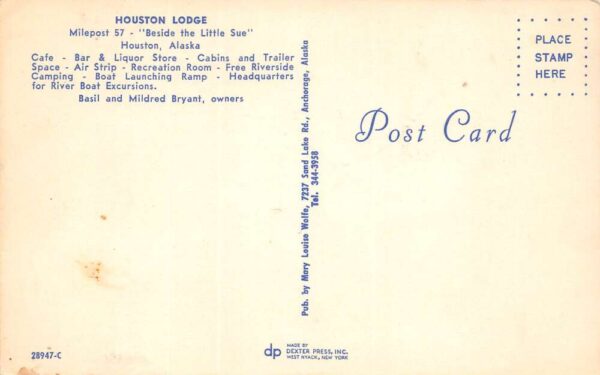 HOUSTON LODGE
Milepost 57 - "Beside the Little Sue"
Houston, Alaska
Cafe - Bar & Liquor Store - Cabins and Trailer
Space - Air Strip - Recreation Room - Free Riverside
Camping - Boat Launching Ramp - Headquarters
for River Boat Excursions.
Basil and Mildred Bryant, owners
Pub. by Mary Louise Wolfe, 7237 Sand Lake Rd., Anchorage, Alaska
Tel. 344-3958
PLACE
STAMP
HERE
Post Card
28947-C
dp
MADE BY
DEXTER PRESS, INC.
WEST NYACK, NEW YORK